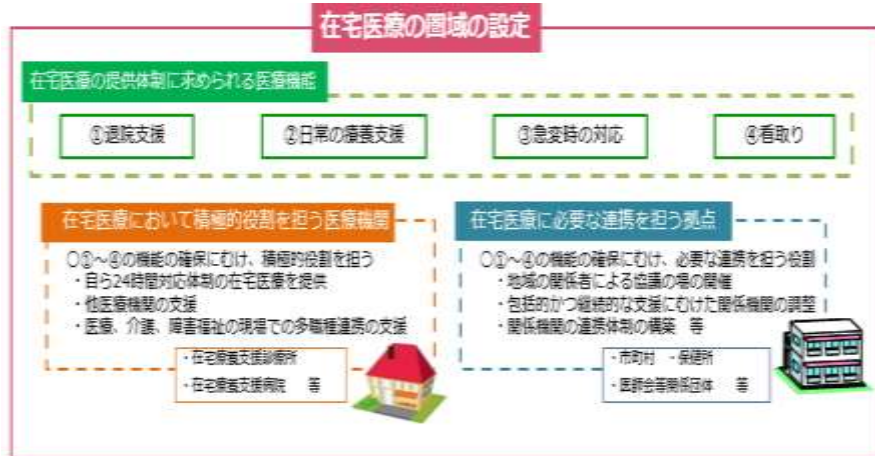 在宅医療の圏域の設定
在宅医療の提供体制に求められる医療機能
①退院支援
②日常の療養支援
③急変時の対応
④看取り
在宅医療において積極的役割を担う医療機関
〇①～④の機能の確保にむけ、積極的役割を担う
・自ら24時間対応体制の在宅医療を提供
・他医療機関の支援
・医療、介護、障害福祉の現場での多職種連携の支援
・在宅療養支援診療所
・在宅療養支援病院　等
在宅医療に必要な連携を担う拠点
〇①～④の機能の確保にむけ、必要な連携を担う役割
・地域の関係者による協議の場の開催
・包括的かつ継続的な支援にむけた関係機関の調整
・関係機関の連携体制の構築　等
・市町村　・保健所
・医師会等関係団体　等